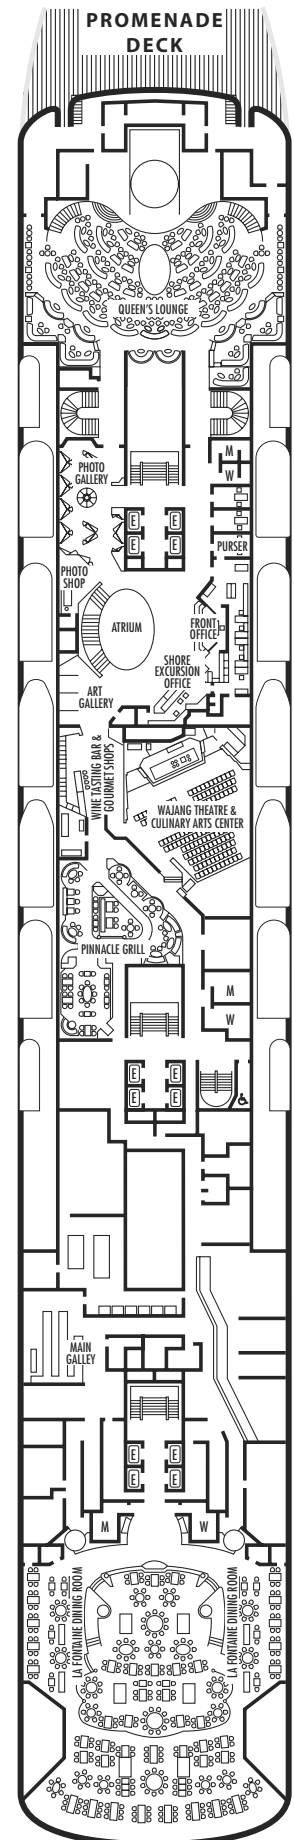 PROMENADE
DECK
QUEEN'S LOUNGE
PHOTO
GALLERY
M
W
E
E
E
E
PURSER
PHOTO
SHOP
ATRIUM
FRONT
OFFICE
SHORE
EXCURSION
OFFICE
ART
GALLERY
WINE TASTING BAR &
GOURMET SHOPS
WAJANG THEATRE &
CULINARY ARTS CENTER
PINNACLE GRILL
M
W
E
E
E
E
MAIN
GALLEY
E
E
E
E
M
W
LA FONTAINE DINING ROOM
LA FONTAINE DINING ROOM